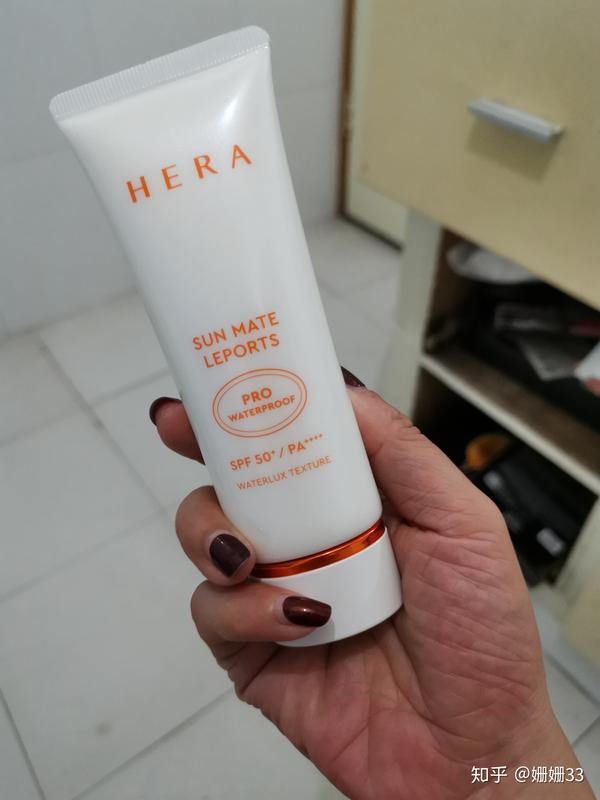 HERA
SUN MATE
LEPORTS
PRO
WATERPROOF
SPF 50+ / PA++++
WATERLUX TEXTURE
知乎 @姗姗33